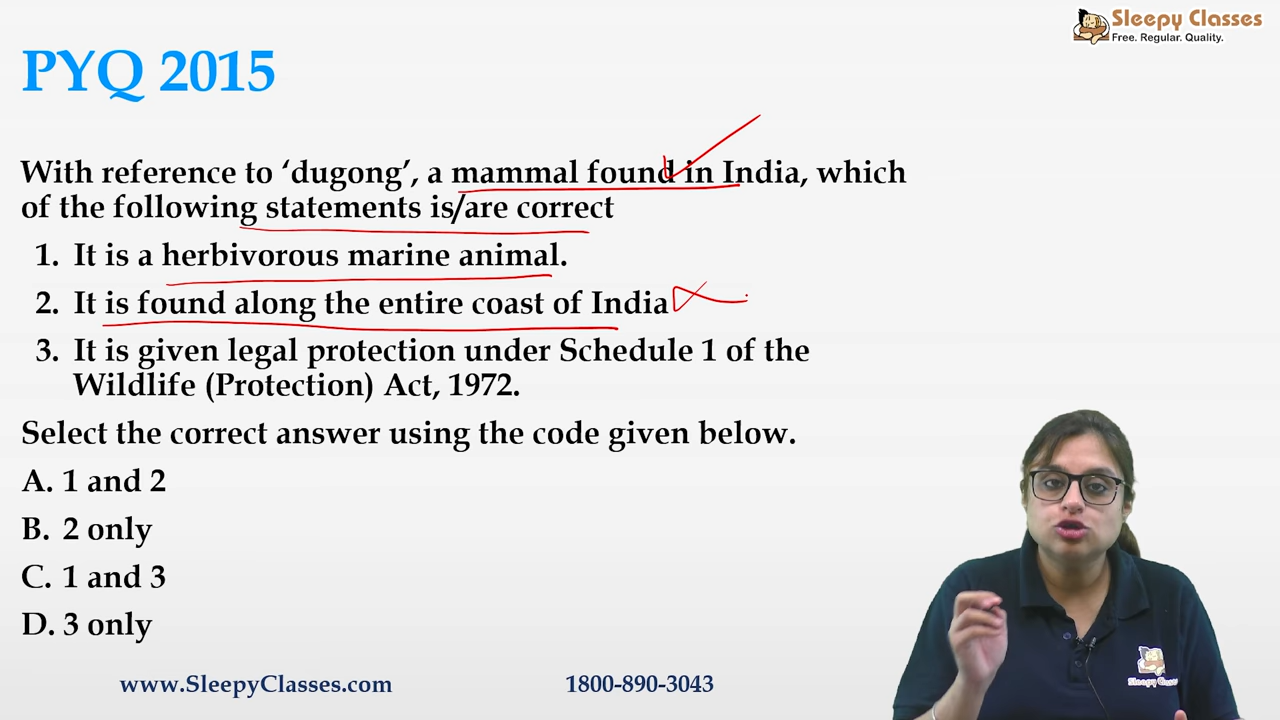 Sleepy Classes
Free. Regular. Quality.
PYQ 2015
With reference to ‘dugong’, a mammal found in India, which
of the following statements is/are correct
1. It is a herbivorous marine animal.
2. It is found along the entire coast of India
3. It is given legal protection under Schedule 1 of the
Wildlife (Protection) Act, 1972.
Select the correct answer using the code given below.
A. 1 and 2
B. 2 only
C. 1 and 3
D. 3 only
www.SleepyClasses.com
1800-890-3043